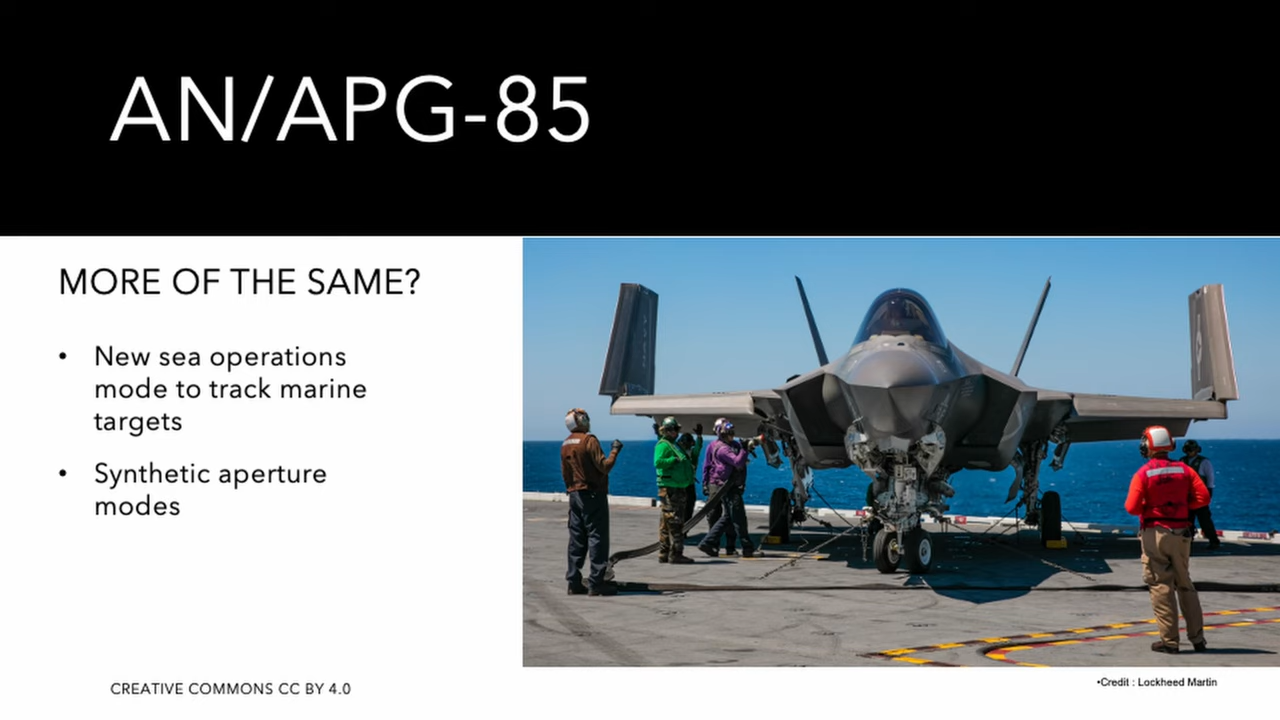 AN/APG-85
MORE OF THE SAME?
• New sea operations
mode to track marine
targets
• Synthetic aperture
modes
CREATIVE COMMONS CC BY 4.0
•Credit : Lockheed Martin